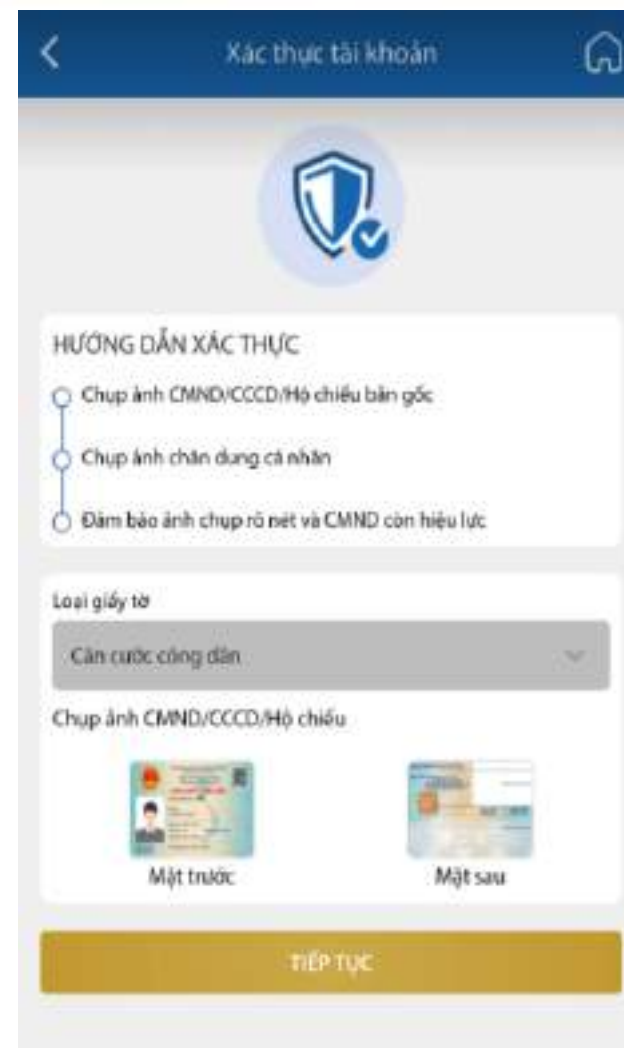 Xác thực tài khoản
HƯỚNG DẪN XÁC THỰC
Chụp ảnh CMND/CCCD/Hộ chiếu bản gốc
Chụp ảnh chân dung cá nhân
Đảm bảo ảnh chụp rõ nét và CMND còn hiệu lực
Loại giấy tờ
Căn cước công dân
Chụp ảnh CMND/CCCD/Hộ chiếu
Mặt trước
Mặt sau
TIẾP TỤC